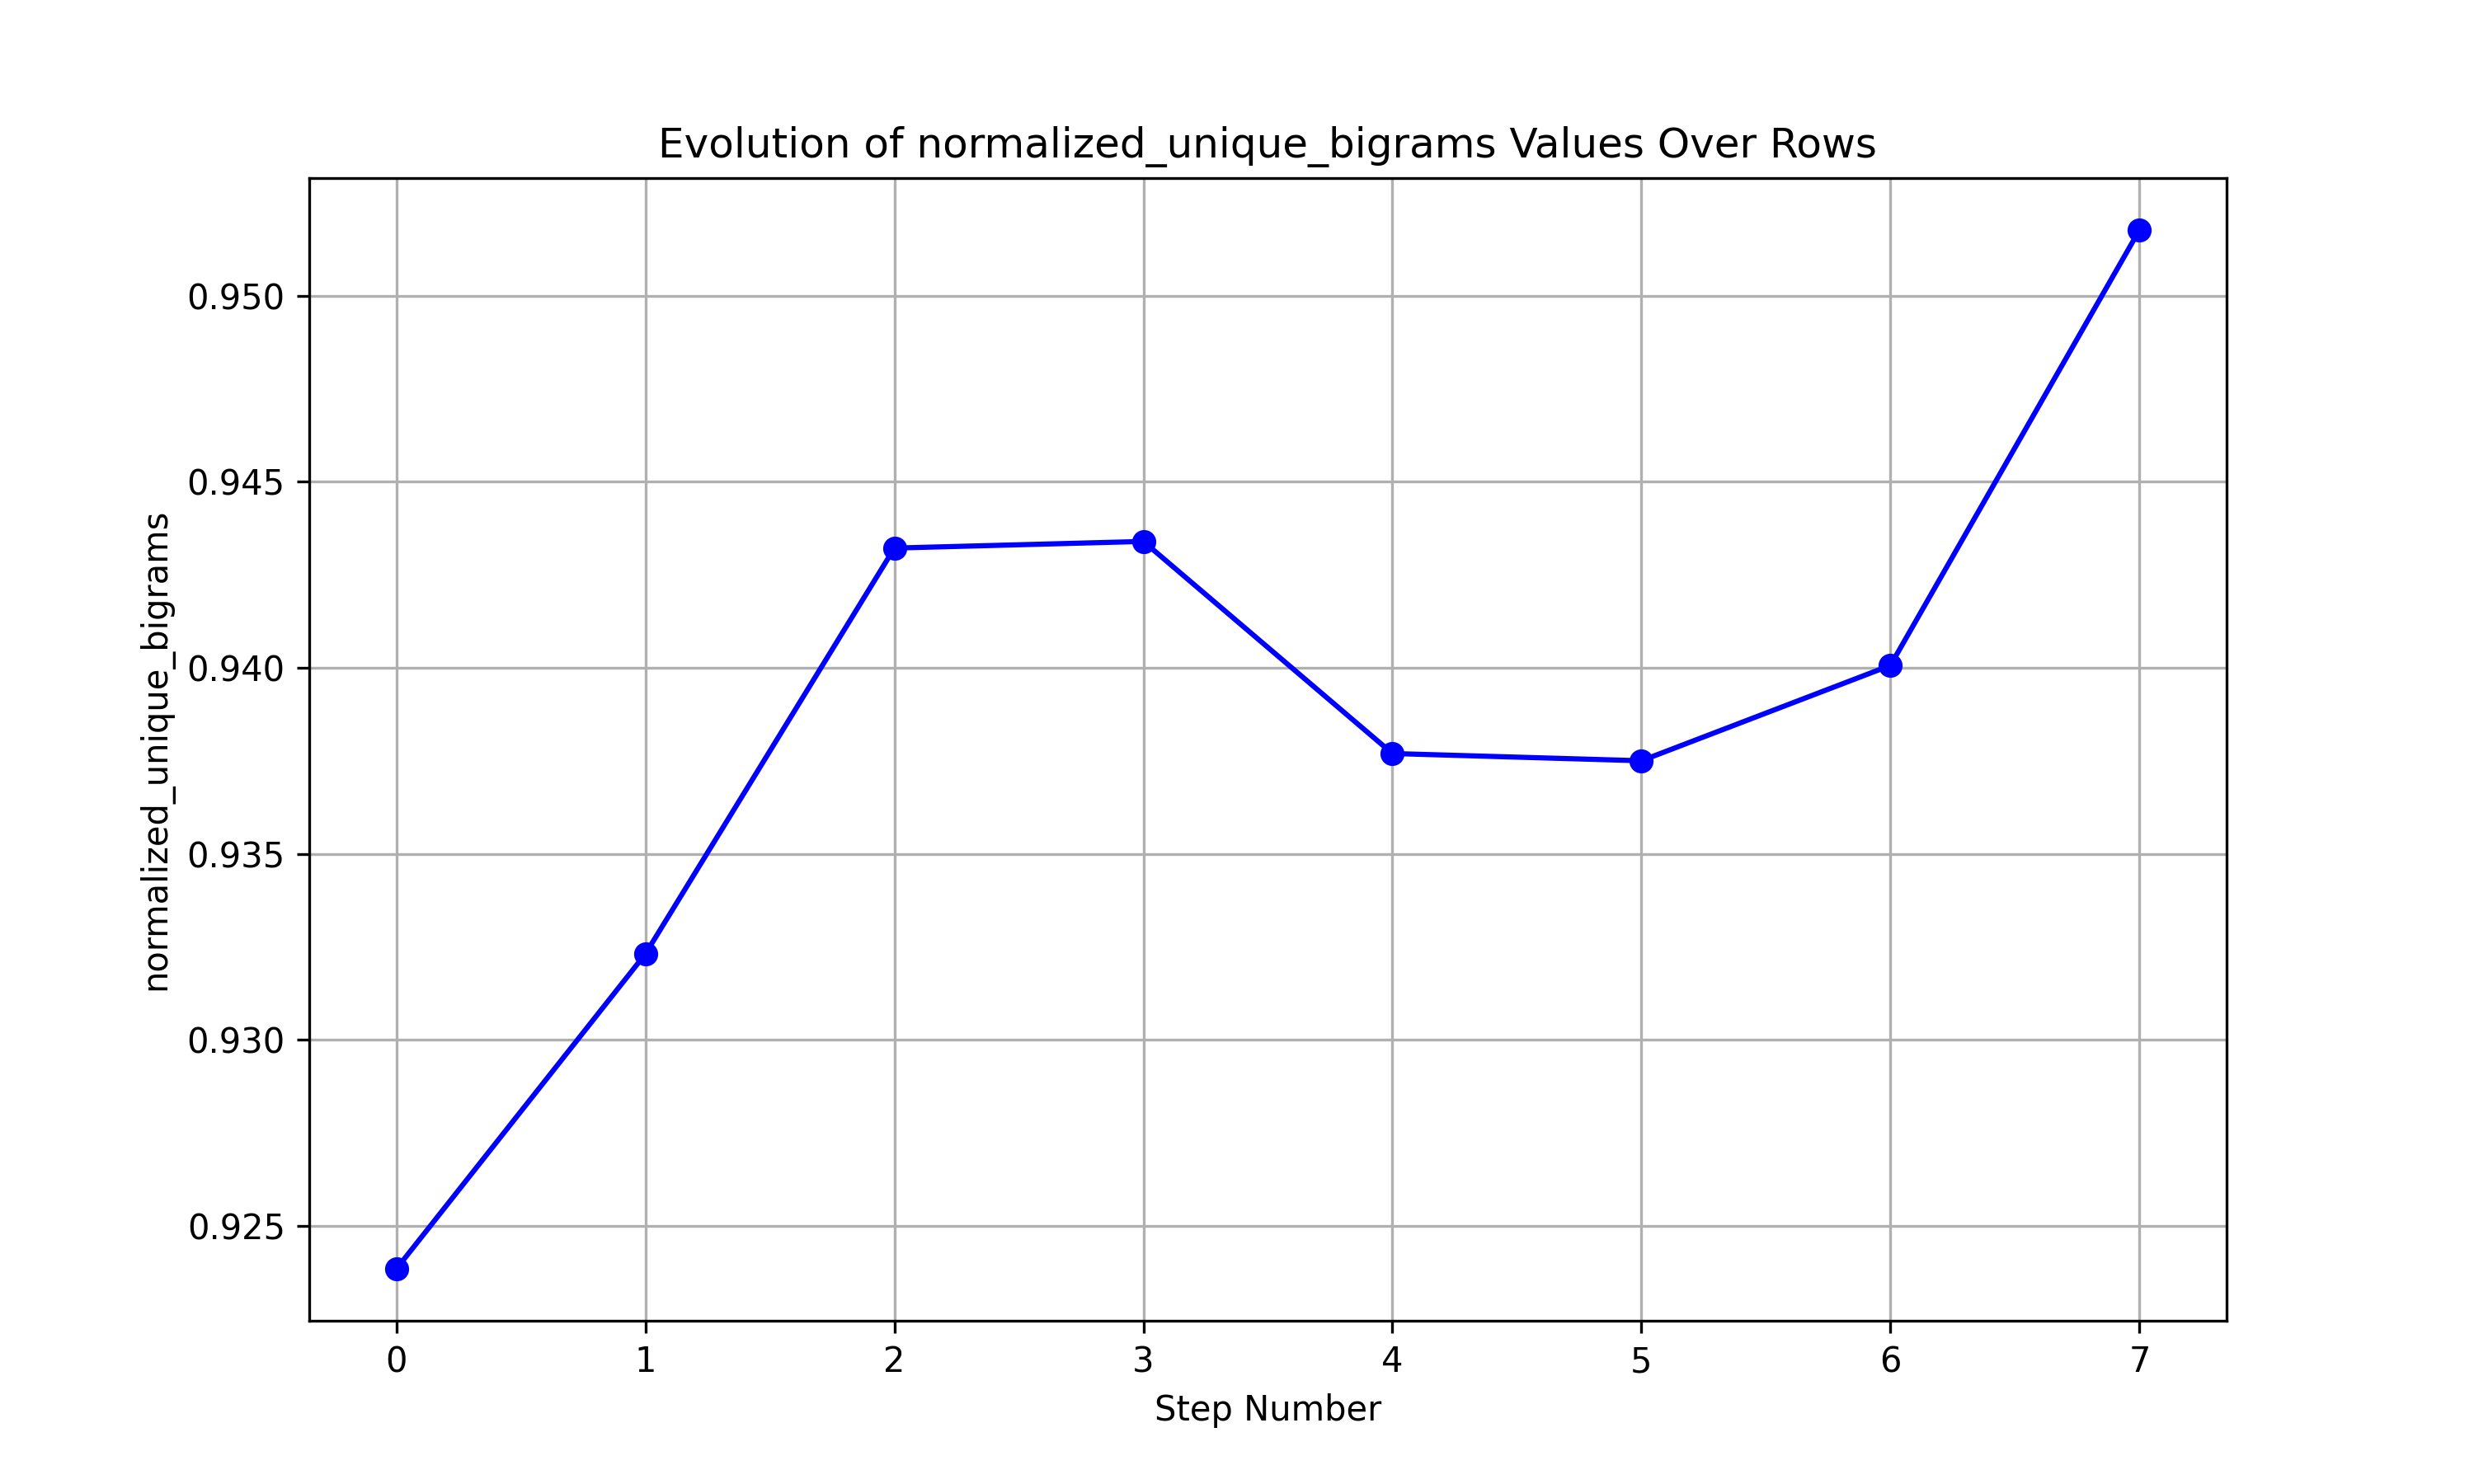 Evolution of normalized_unique_bigrams Values Over Rows
normalized_unique_bigrams
0.950
0.945
0.940
0.935
0.930
0.925
0 1 2 3 4 5 6 7
Step Number